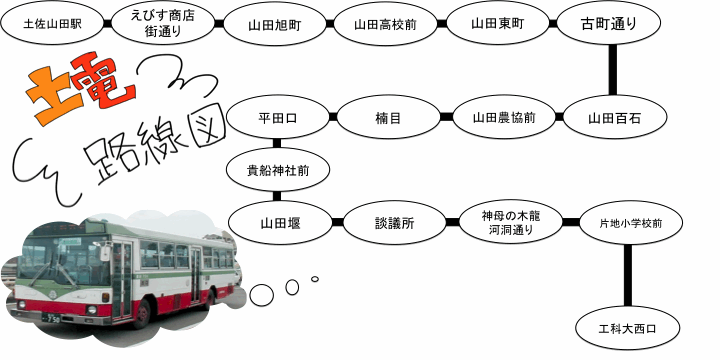 土佐山田駅
えびす商店
街通り
山田旭町
山田高校前
山田東町
古町通り
土電
路線図
平田口
楠目
山田農協前
山田百石
貴船神社前
山田堰
談議所
神母の木龍
河洞通り
片地小学校前
工科大西口